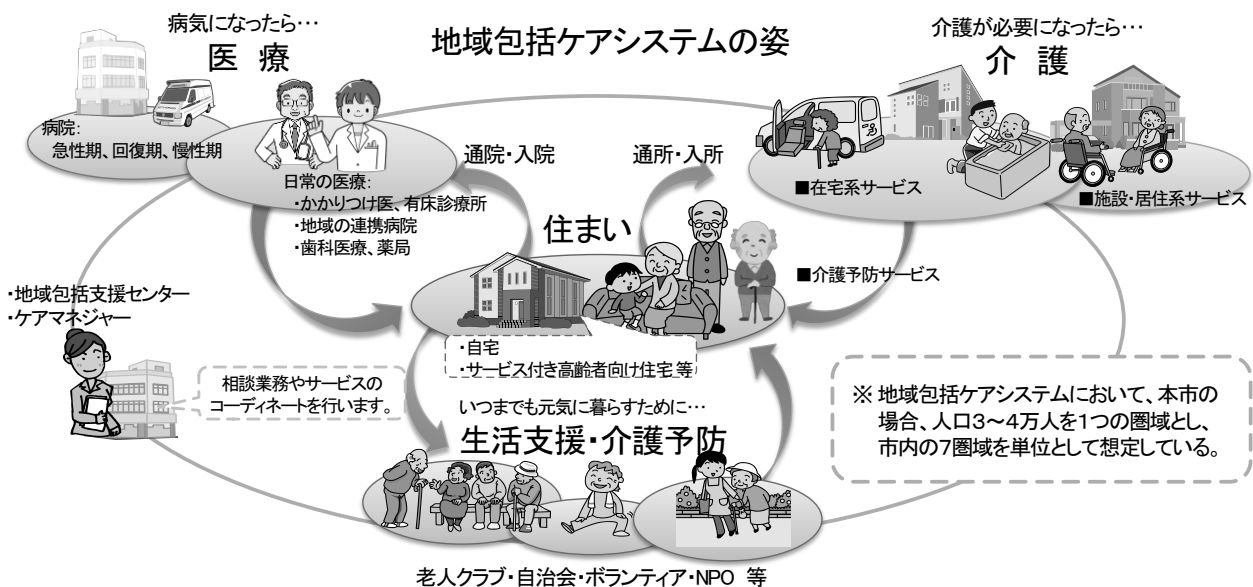 地域包括ケアシステムの姿
病気になったら…
医 療
病院:
急性期、回復期、慢性期
日常の医療:
・かかりつけ医、有床診療所
・地域の連携病院
・歯科医療、薬局
通院・入院
通所・入所
介護が必要になったら…
介 護
■在宅系サービス
■施設・居住系サービス
■介護予防サービス
住まい
・自宅
・サービス付き高齢者向け住宅 等
・地域包括支援センター
・ケアマネジャー
相談業務やサービスの
コーディネートを行います。
いつまでも元気に暮らすために…
生活支援・介護予防
老人クラブ・自治会・ボランティア・NPO 等
※ 地域包括ケアシステムにおいて、本市の
場合、人口3～4万人を1つの圏域とし、
市内の7圏域を単位として想定している。